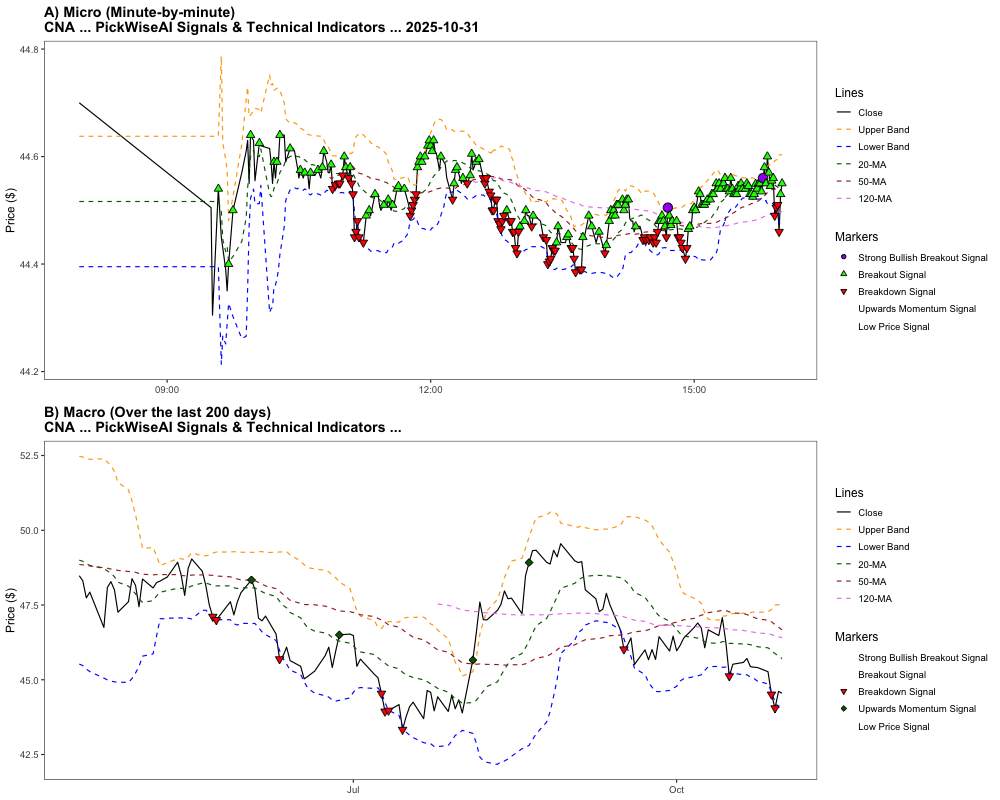 A) Micro (Minute-by-minute)
CNA ... PickWiseAI Signals & Technical Indicators ... 2025-10-31
44.8
44.6
44.4
44.2
Price ($)
09:00
12:00
15:00
Lines
Close
Upper Band
Lower Band
20-MA
50-MA
120-MA
Markers
Strong Bullish Breakout Signal
Breakout Signal
Breakdown Signal
Upwards Momentum Signal
Low Price Signal
B) Macro (Over the last 200 days)
CNA ... PickWiseAI Signals & Technical Indicators ...
52.5
50.0
47.5
45.0
42.5
Price ($)
Jul
Oct
Lines
Close
Upper Band
Lower Band
20-MA
50-MA
120-MA
Markers
Strong Bullish Breakout Signal
Breakout Signal
Breakdown Signal
Upwards Momentum Signal
Low Price Signal